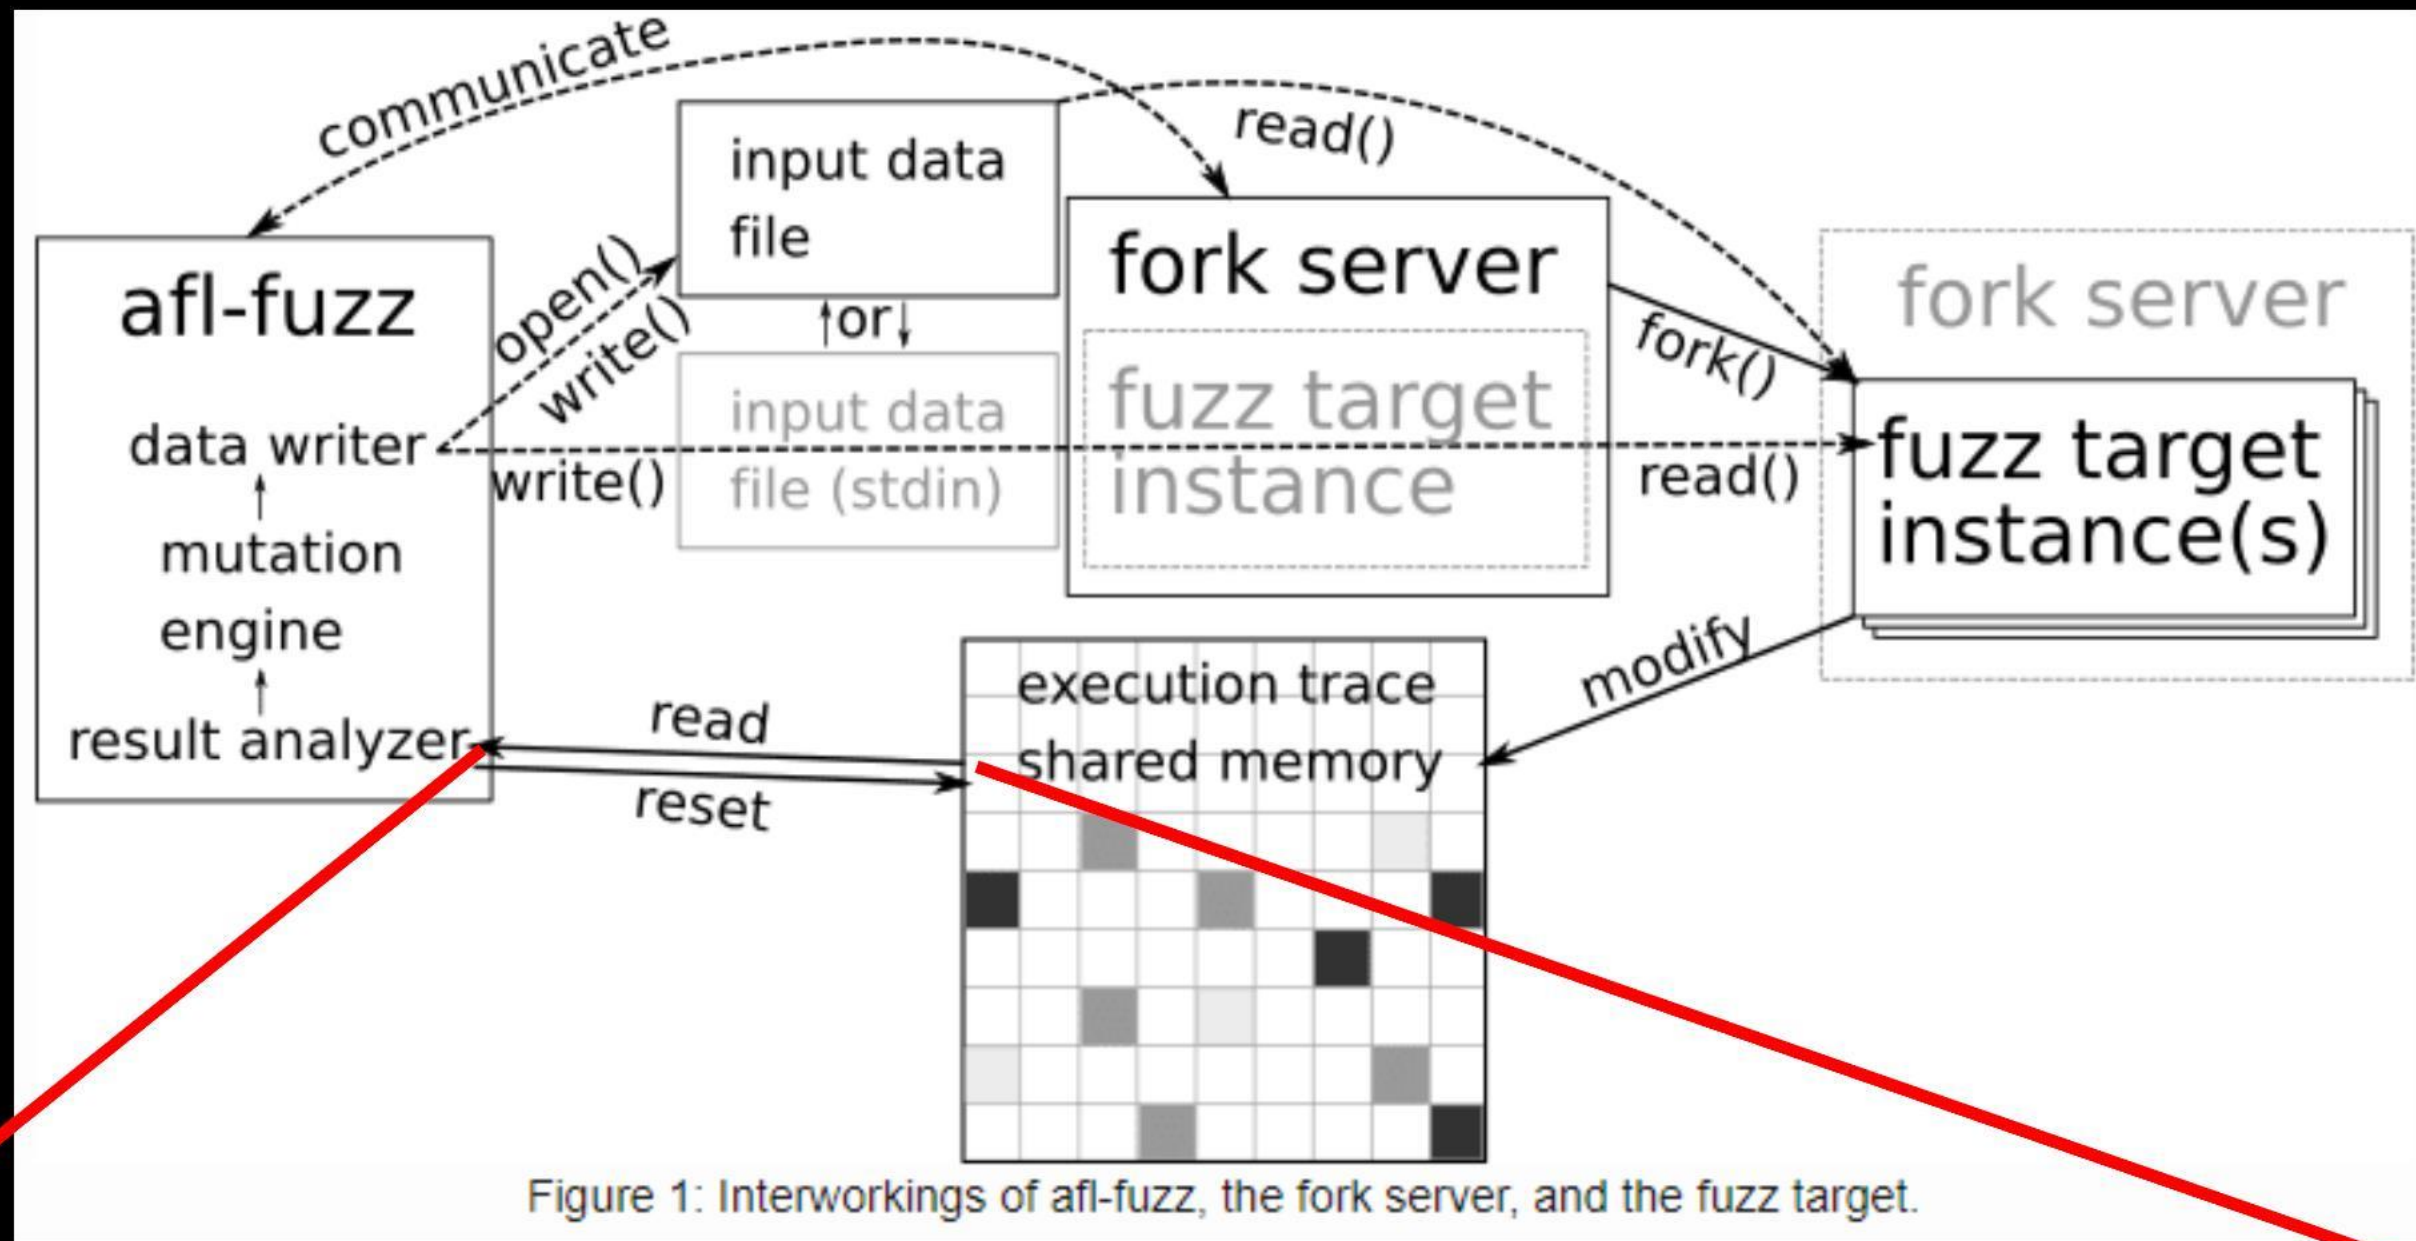 communicate
read()
input data
file
afl-fuzz
open()
write()
↑or↓
fork server
fork()
fork server
input data
file (stdin)
fuzz target
instance
data writer
write()
read()
fuzz target
instance(s)
mutation
engine
result analyzer
read
reset
execution trace
shared memory
modify
Figure 1: Interworkings of afl-fuzz, the fork server, and the fuzz target.